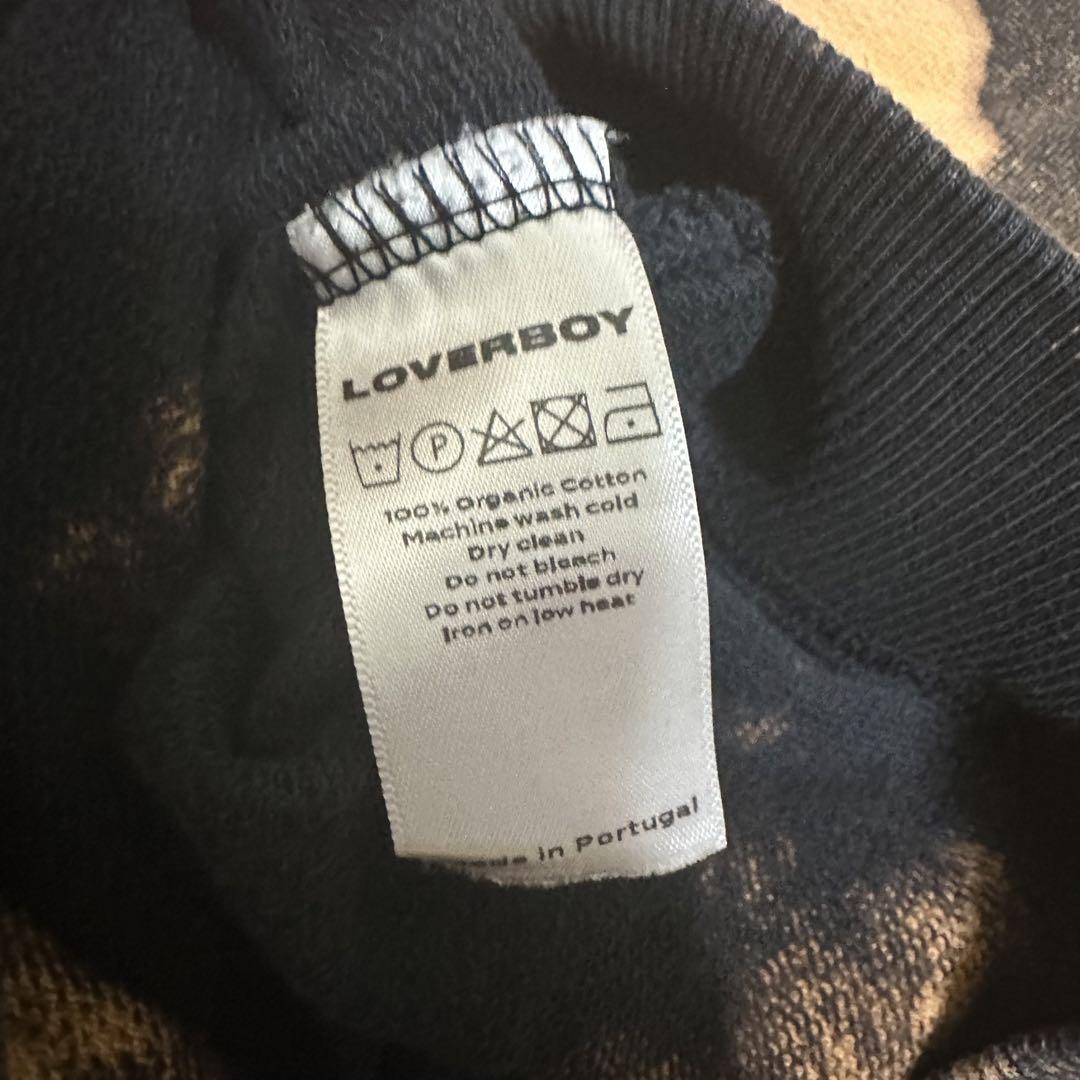 LOVERBOY
P
100% Organic Cotton
Machine wash cold
Dry clean
Do not bleach
Do not tumble dry
Iron on low heat
Made in Portugal